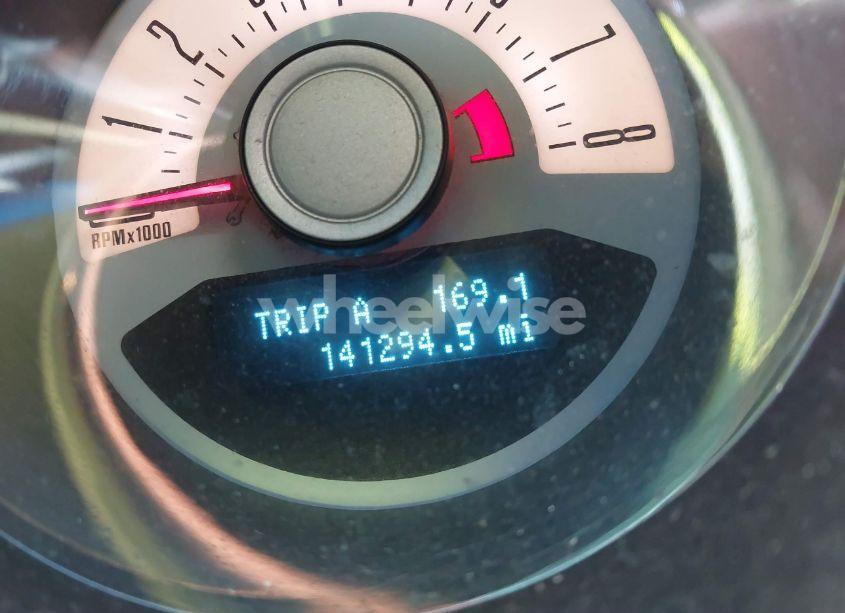 1
2
7
8
RPMx1000
TRIP A 169.1
141294.5 mi
wheelwise